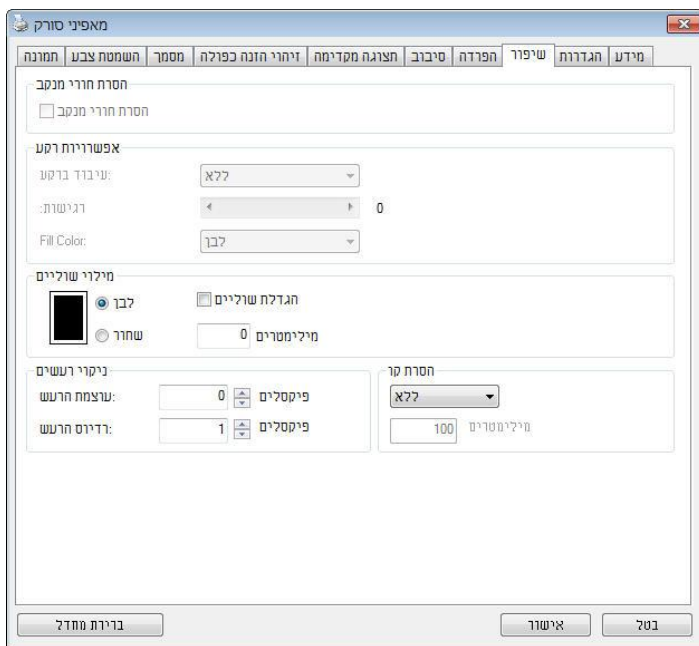 מאפיני סורק
תמונה השמטת צבע מסמך זיהוי הזנה כפולה תצוגה מקדימה סיבוב הפרדה שיפור הגדרות מידע
הסרת חורי מנקב
הסרת חורי מנקב
אפשרויות רקע
עיבוד ברקע:
ללא
רגישות:
0
Fill Color:
לבן
מילוי שוליים
לבן
הגדלת שוליים
שחור
0 מילימטרים
ניקוי רעשים
עוצמת הרעש:
0 פיקסלים
רדיוס הרעש:
1 פיקסלים
הסרת קו
ללא
100 מילימטרים
ברירת מחדל
אישור
בטל